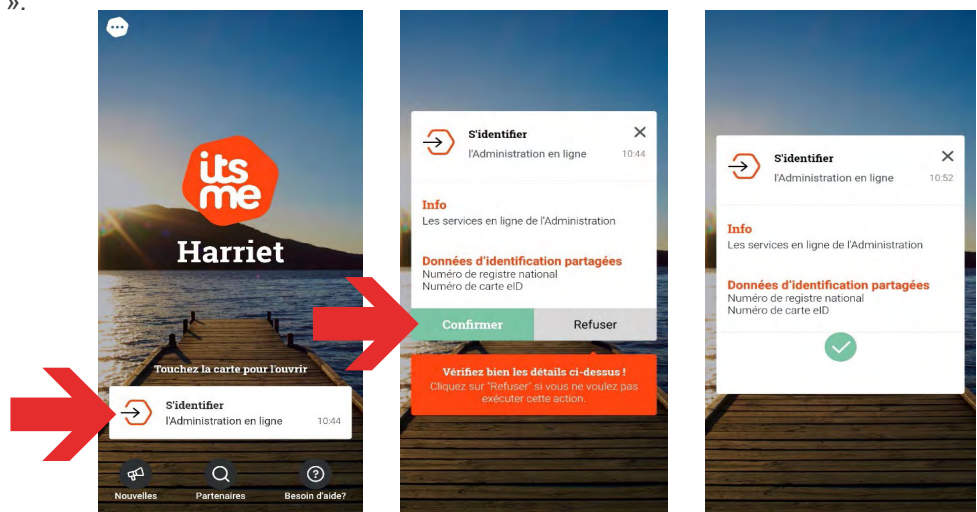 ».
its
me
Harriet
Touchez la carte pour l'ouvrir
S'identifier
l'Administration en ligne 10:44
Nouvelles Partenaires Besoin d'aide?
S'identifier
l'Administration en ligne 10:44
Info
Les services en ligne de l'Administration
Données d'identification partagées
Numéro de registre national
Numéro de carte eID
Confirmer Refuser
Vérifiez bien les détails ci-dessus !
Cliquez sur "Refuser" si vous ne voulez pas
exécuter cette action.
S'identifier
l'Administration en ligne 10:52
Info
Les services en ligne de l'Administration
Données d'identification partagées
Numéro de registre national
Numéro de carte eID